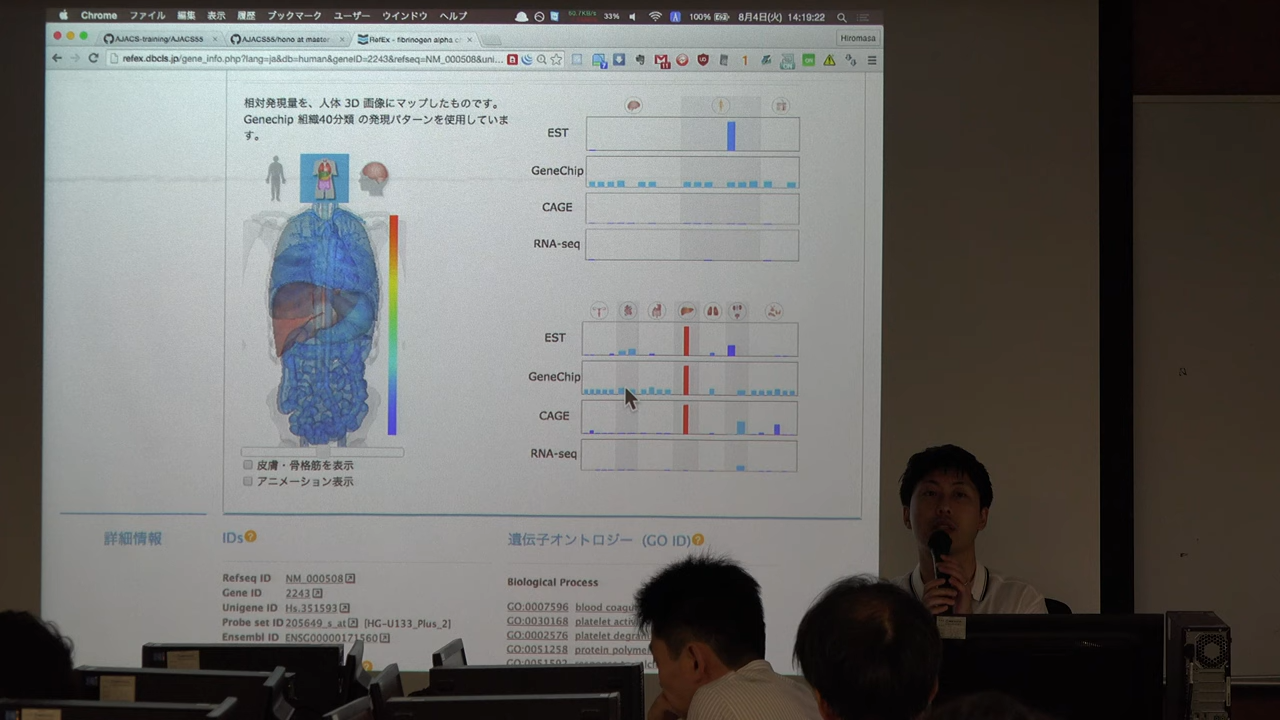 Chrome ファイル 編集 表示 履歴 ブックマーク ユーザー ウインドウ ヘルプ 33% 100% 8月4日(火) 14:19:22
AJACS-training/AJACS55 AJACS55/hono at master RefEx - fibrinogen alpha Hiromasa
refex.dbcls.jp/gene_info.php?lang=ja&db=human&geneID=2243&refseq=NM_000508&uni...
相対発現量を、人体 3D 画像にマップしたものです。
Genechip 組織40分類 の発現パターンを使用していま
す。
EST
GeneChip
CAGE
RNA-seq
EST
GeneChip
CAGE
RNA-seq
皮膚・骨格筋を表示
アニメーション表示
詳細情報
IDs?
Refseq ID NM_000508
Gene ID 2243
Unigene ID Hs.351593
Probe set ID 205649_s_at [HG-U133_Plus_2]
Ensembl ID ENSG00000171560
遺伝子オントロジー (GO ID)?
Biological Process
GO:0007596 blood coagu
GO:0030168 platelet activ
GO:0002576 platelet degran
GO:0051258 protein polyme
GO:0051592